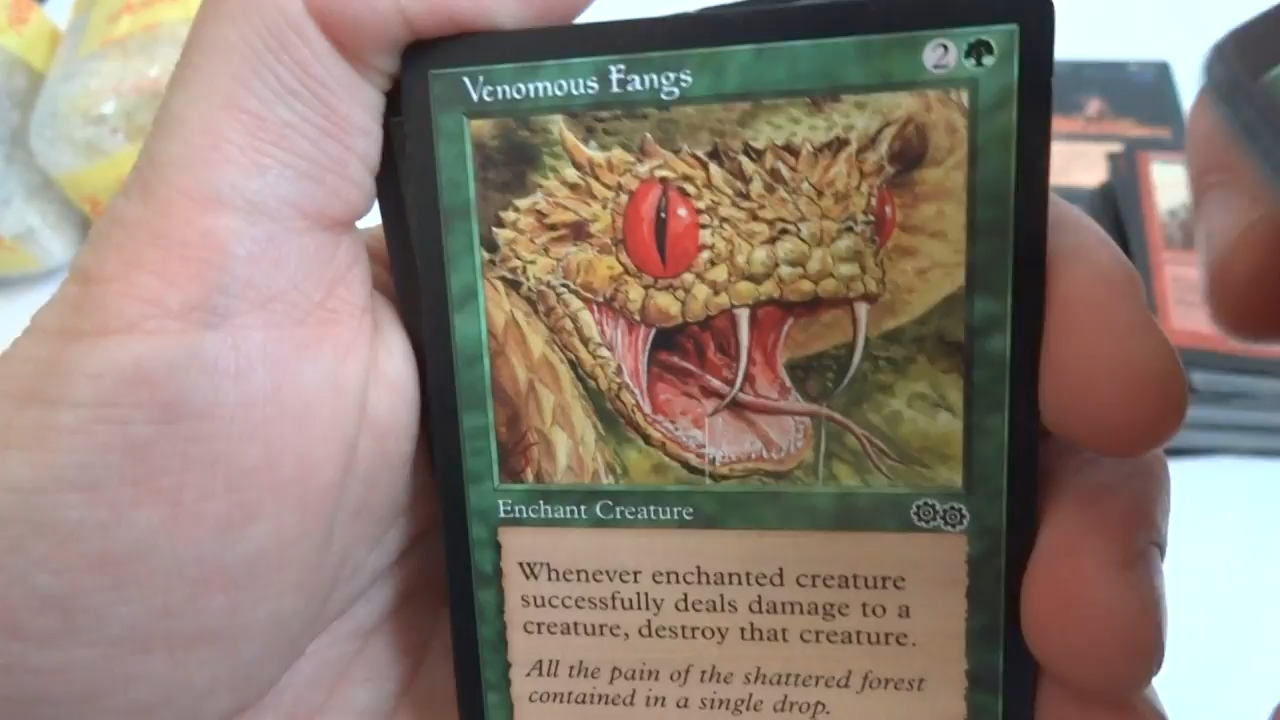 Venomous Fangs 2
Enchant Creature
Whenever enchanted creature
successfully deals damage to a
creature, destroy that creature.
All the pain of the shattered forest
contained in a single drop.